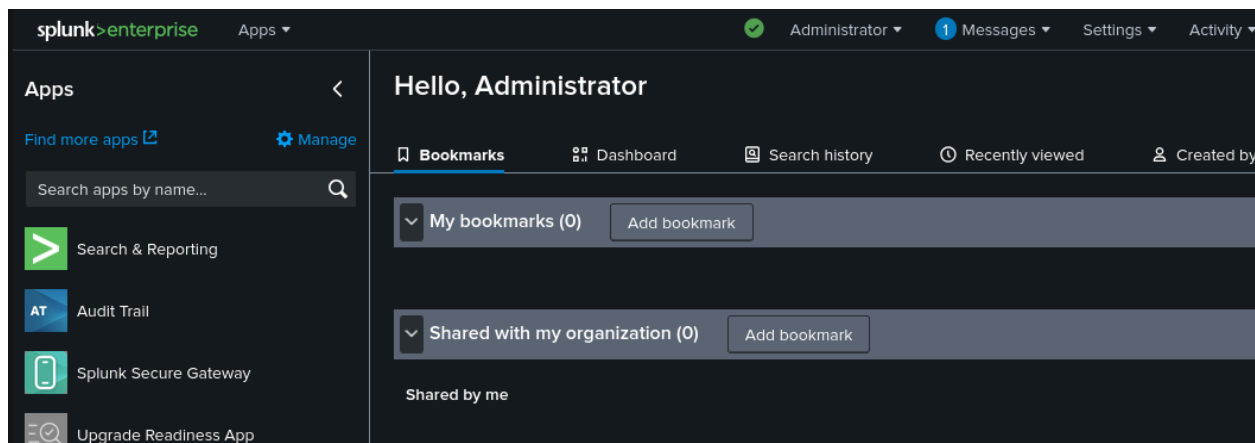 splunk>enterprise Apps Administrator 1 Messages Settings Activity
Apps
Find more apps Manage
Search apps by name...
Search & Reporting
AT Audit Trail
Splunk Secure Gateway
Upgrade Readiness App
Hello, Administrator
Bookmarks Dashboard Search history Recently viewed Created by
My bookmarks (0) Add bookmark
Shared with my organization (0) Add bookmark
Shared by me